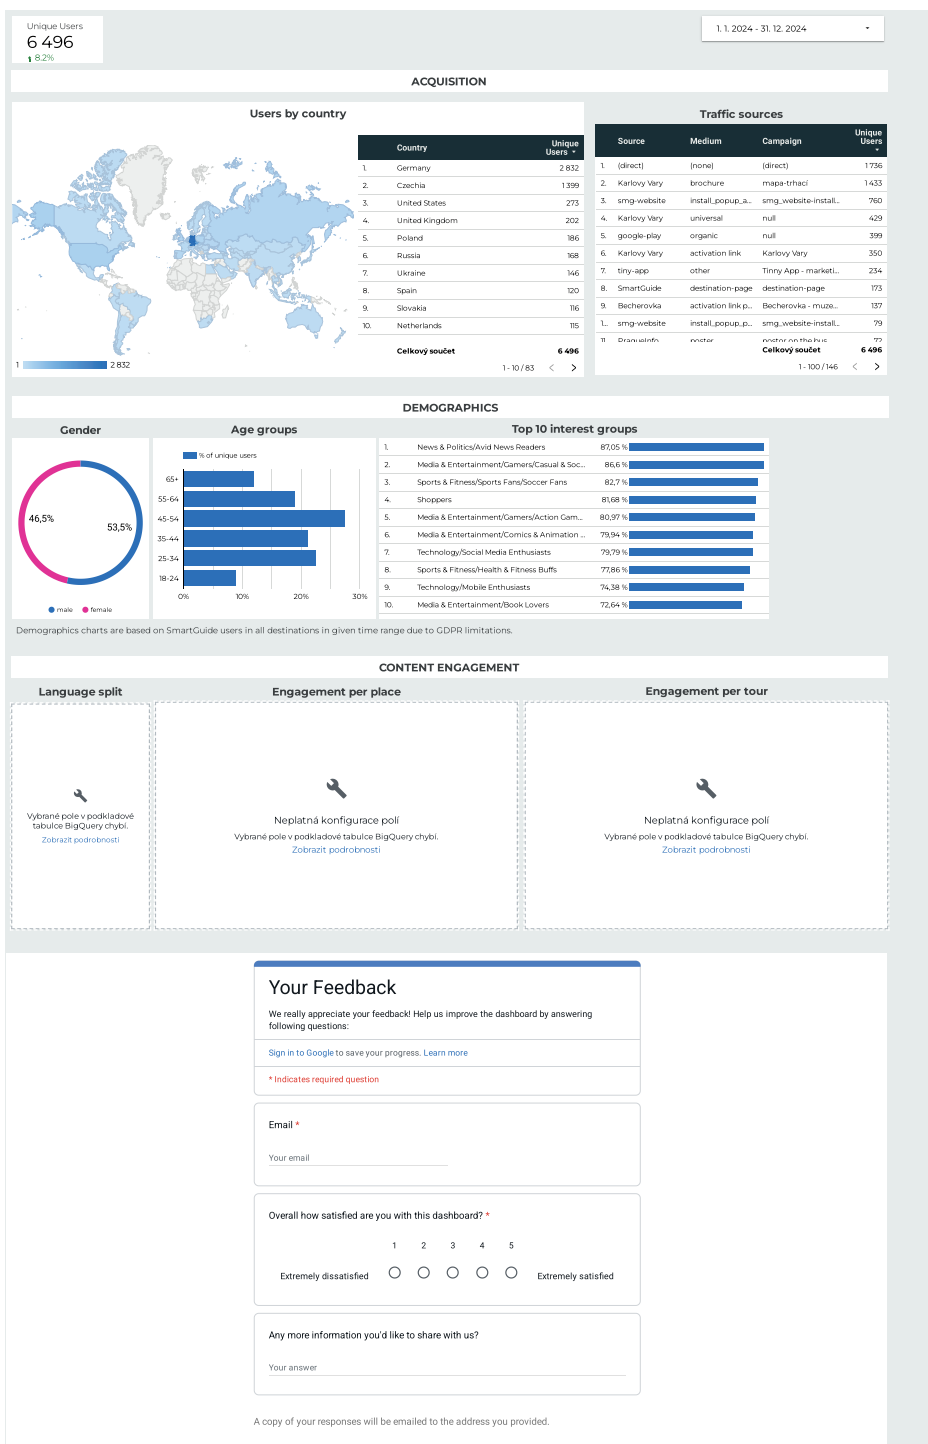 Unique Users
6 496
8.2%
1. 1. 2024 - 31. 12. 2024
ACQUISITION
Users by country
Country Unique Users
1. Germany 2 832
2. Czechia 1 399
3. United States 273
4. United Kingdom 202
5. Poland 186
6. Russia 168
7. Ukraine 146
8. Spain 120
9. Slovakia 116
10. Netherlands 115
Celkový součet 6 496
1 - 10 / 83
1 2 832
Traffic sources
Source Medium Campaign Unique Users
1. (direct) (none) (direct) 1 736
2. Karlovy Vary brochure mapa-trhací 1 433
3. smg-website install_popup_a... smg_website-install... 760
4. Karlovy Vary universal null 429
5. google-play organic null 399
6. Karlovy Vary activation link Karlovy Vary 350
7. tiny-app other Tinny App - marketi... 234
8. SmartGuide destination-page destination-page 173
9. Becherovka activation link p... Becherovka - muze... 137
1... smg-website install_popup_p... smg_website-install... 79
11. PragueInfo poster poster on the bus 72
Celkový součet 6 496
1 - 100 / 146
DEMOGRAPHICS
Gender
46,5%
53,5%
male female
Age groups
% of unique users
65+
55-64
45-54
35-44
25-34
18-24
0% 10% 20% 30%
Top 10 interest groups
1. News & Politics/Avid News Readers 87,05 %
2. Media & Entertainment/Gamers/Casual & Soc... 86,6 %
3. Sports & Fitness/Sports Fans/Soccer Fans 82,7 %
4. Shoppers 81,68 %
5. Media & Entertainment/Gamers/Action Gam... 80,97 %
6. Media & Entertainment/Comics & Animation ... 79,94 %
7. Technology/Social Media Enthusiasts 79,79 %
8. Sports & Fitness/Health & Fitness Buffs 77,86 %
9. Technology/Mobile Enthusiasts 74,38 %
10. Media & Entertainment/Book Lovers 72,64 %
Demographics charts are based on SmartGuide users in all destinations in given time range due to GDPR limitations.
CONTENT ENGAGEMENT
Language split
Vybrané pole v podkladové
tabulce BigQuery chybí.
Zobrazit podrobnosti
Engagement per place
Neplatná konfigurace polí
Vybrané pole v podkladové tabulce BigQuery chybí.
Zobrazit podrobnosti
Engagement per tour
Neplatná konfigurace polí
Vybrané pole v podkladové tabulce BigQuery chybí.
Zobrazit podrobnosti
Your Feedback
We really appreciate your feedback! Help us improve the dashboard by answering
following questions:
Sign in to Google to save your progress. Learn more
* Indicates required question
Email *
Your email
Overall how satisfied are you with this dashboard? *
1 2 3 4 5
Extremely dissatisfied Extremely satisfied
Any more information you'd like to share with us?
Your answer
A copy of your responses will be emailed to the address you provided.